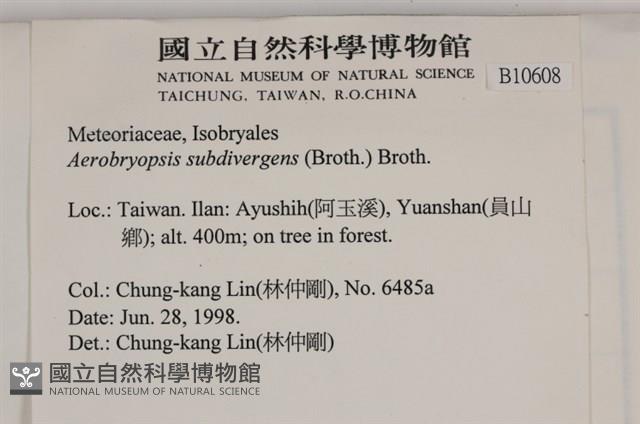 國立自然科學博物館
NATIONAL MUSEUM OF NATURAL SCIENCE
TAICHUNG, TAIWAN, R.O.CHINA
B10608
Meteoriaceae, Isobryales
Aerobryopsis subdivergens (Broth.) Broth.
Loc.: Taiwan. Ilan: Ayushih(阿玉溪), Yuanshan(員山
鄉); alt. 400m; on tree in forest.
Col.: Chung-kang Lin(林仲剛), No. 6485a
Date: Jun. 28, 1998.
Det.: Chung-kang Lin(林仲剛)
國立自然科學博物館
NATIONAL MUSEUM OF NATURAL SCIENCE